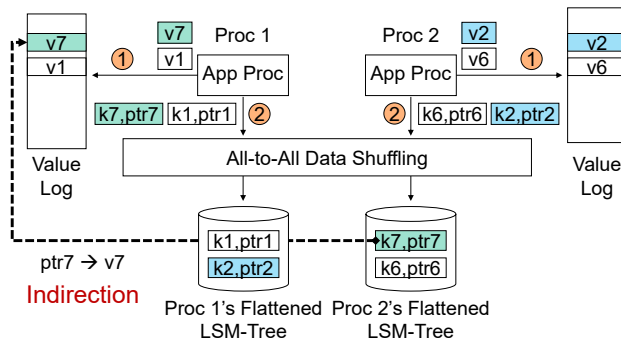 v7
v1
Value
Log
1
v7
v1
Proc 1
App Proc
k7,ptr7
k1,ptr1
2
Proc 2
v2
v6
App Proc
1
2
k6,ptr6
k2,ptr2
v2
v6
Value
Log
All-to-All Data Shuffling
k1,ptr1
k2,ptr2
Proc 1's Flattened
LSM-Tree
k7,ptr7
k6,ptr6
Proc 2's Flattened
LSM-Tree
ptr7 → v7
Indirection